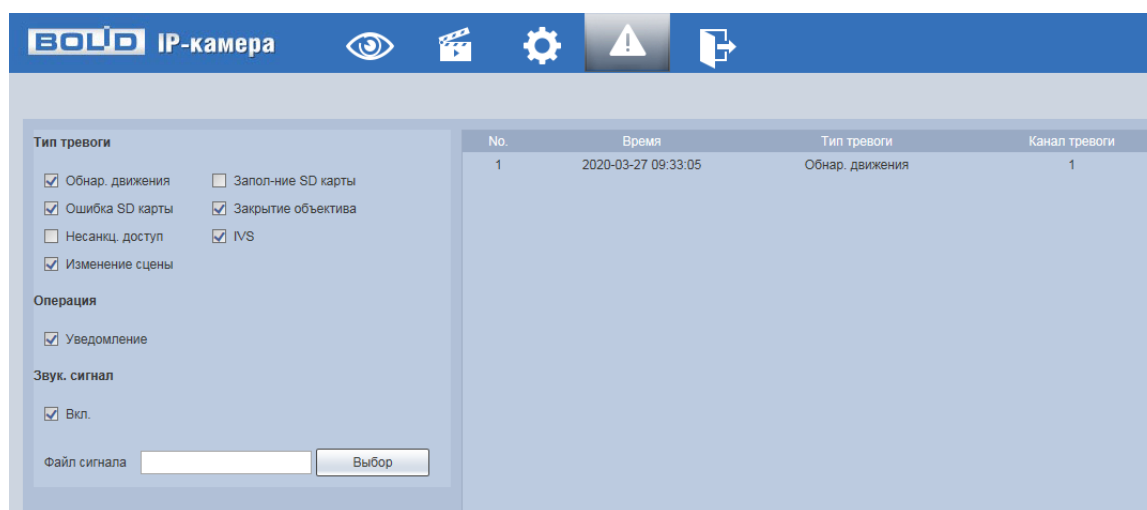 BOLID IP-камера
Тип тревоги
Обнар. движения Запол-ние SD карты
Ошибка SD карты Закрытие объектива
Несанкц. доступ IVS
Изменение сцены
Операция
Уведомление
Звук. сигнал
Вкл.
Файл сигнала Выбор
No. Время Тип тревоги Канал тревоги
1 2020-03-27 09:33:05 Обнар. движения 1